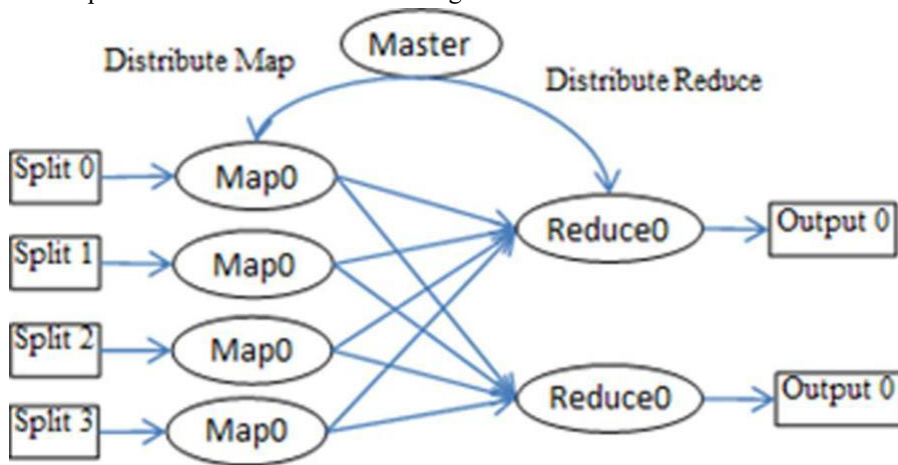 Master
Distribute Map
Distribute Reduce
Split 0
Map0
Reduce0
Output 0
Split 1
Map0
Split 2
Map0
Reduce0
Output 0
Split 3
Map0